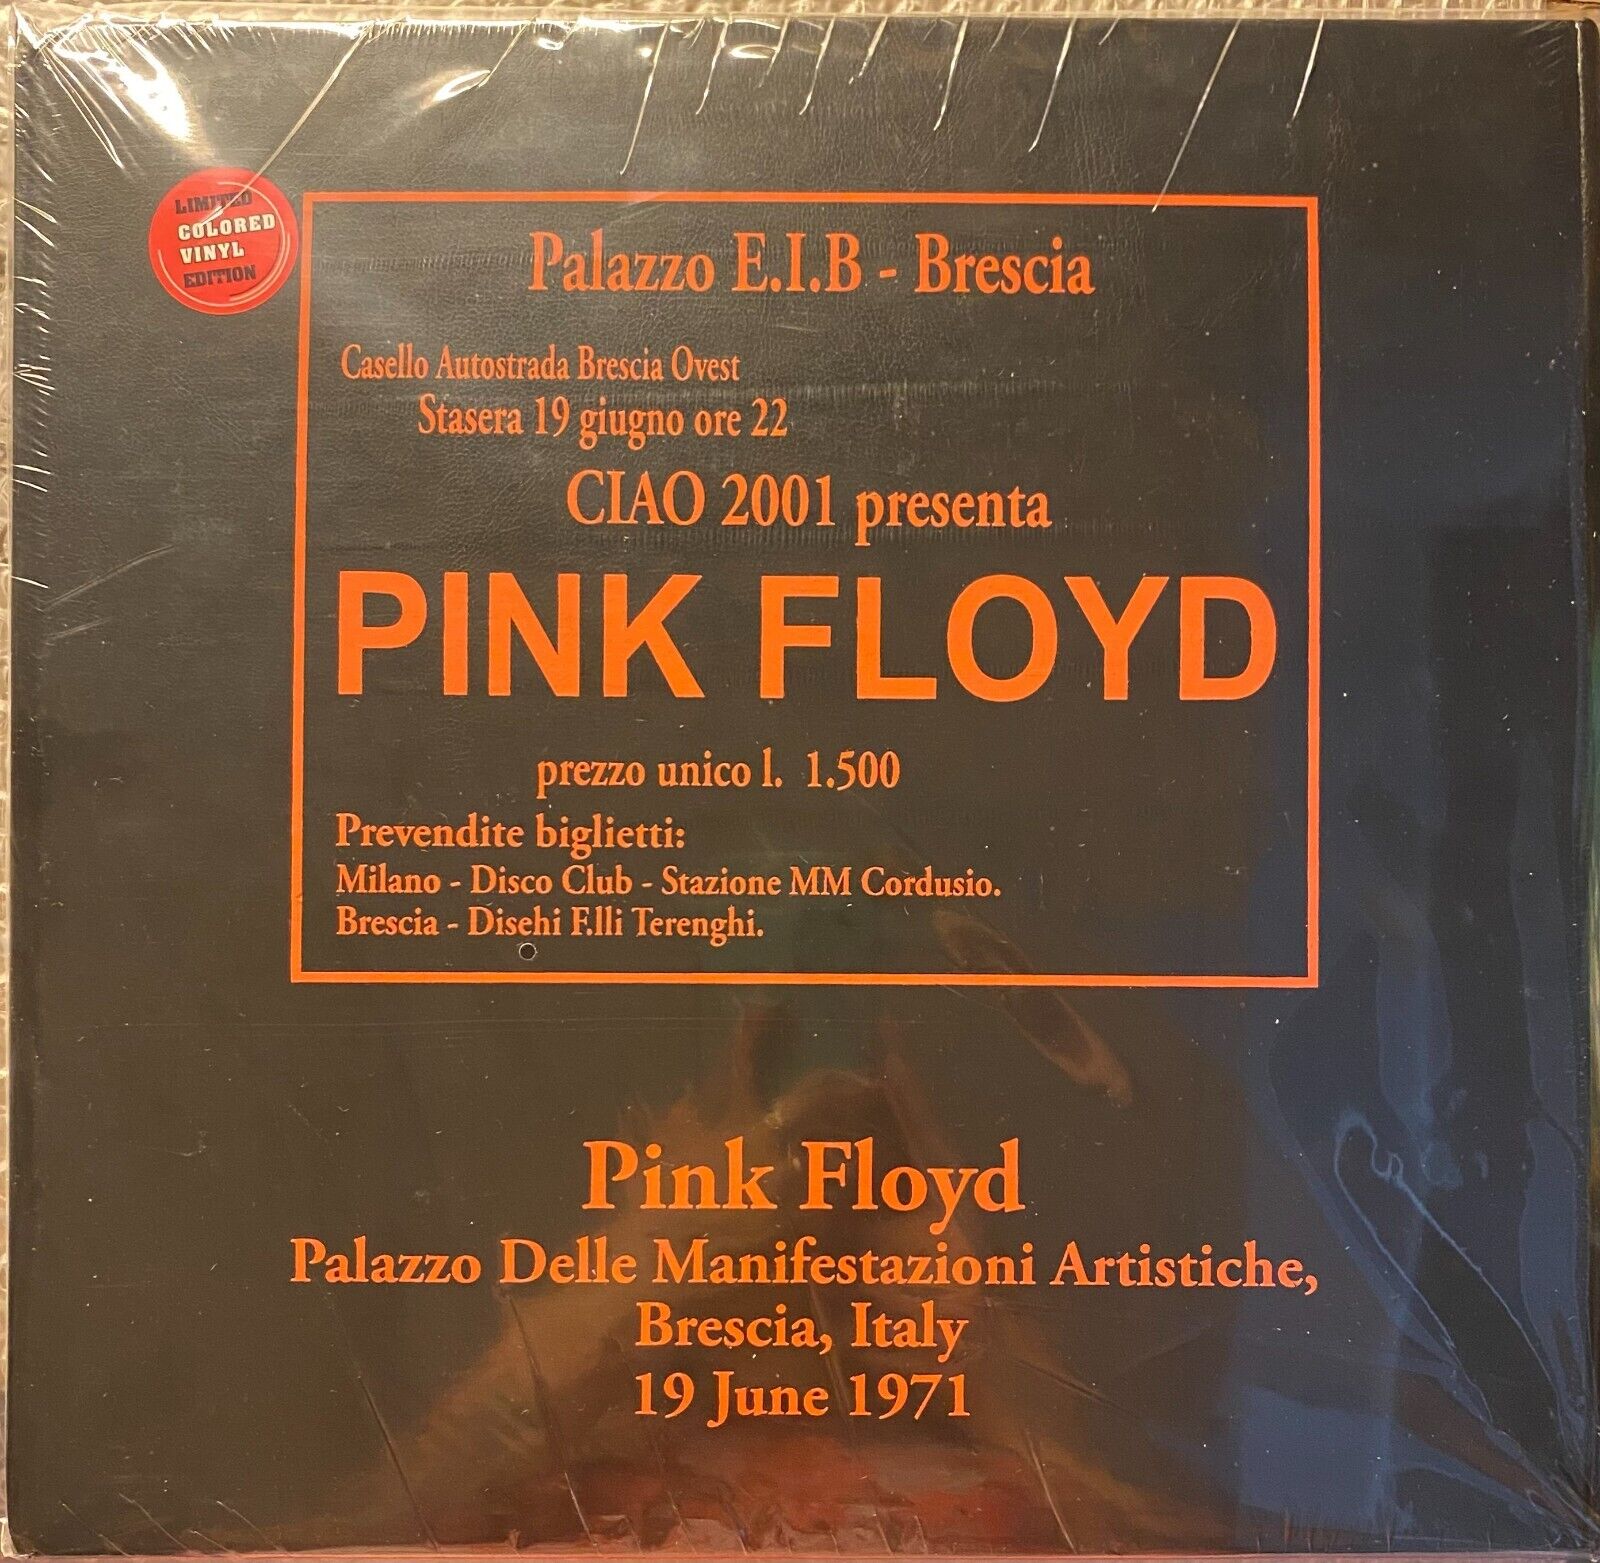 LIMITED
COLORED
VINYL
EDITION
Palazzo E.I.B - Brescia
Casello Autostrada Brescia Ovest
Stasera 19 giugno ore 22
CIAO 2001 presenta
PINK FLOYD
prezzo unico l. 1.500
Prevendite biglietti:
Milano - Disco Club - Stazione MM Cordusio.
Brescia - Disehi F.lli Terenghi.
Pink Floyd
Palazzo Delle Manifestazioni Artistiche,
Brescia, Italy
19 June 1971